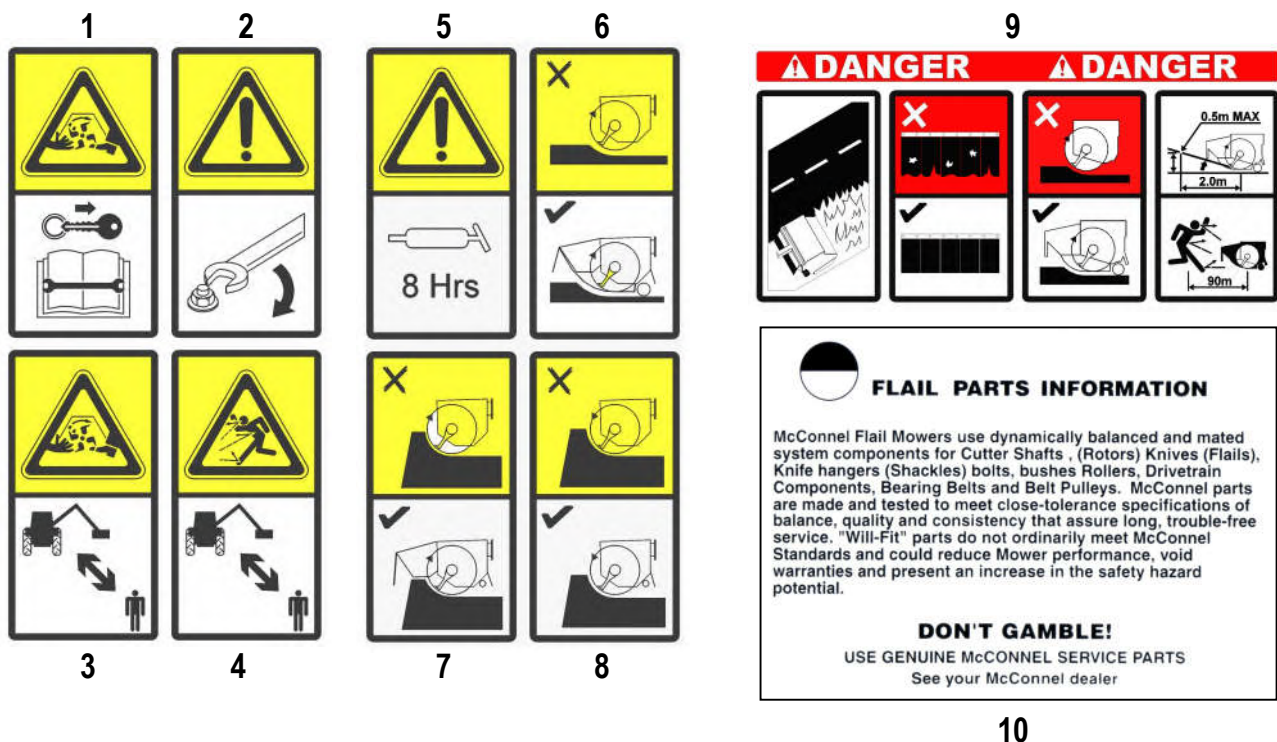 1
2
5
6
9
DANGER DANGER
0.5m MAX
2.0m
8 Hrs
90m
3
4
7
8
FLAIL PARTS INFORMATION
McConnel Flail Mowers use dynamically balanced and mated
system components for Cutter Shafts , (Rotors) Knives (Flails),
Knife hangers (Shackles) bolts, bushes Rollers, Drivetrain
Components, Bearing Belts and Belt Pulleys. McConnel parts
are made and tested to meet close-tolerance specifications of
balance, quality and consistency that assure long, trouble-free
service. "Will-Fit" parts do not ordinarily meet McConnel
Standards and could reduce Mower performance, void
warranties and present an increase in the safety hazard
potential.
DON'T GAMBLE!
USE GENUINE McCONNEL SERVICE PARTS
See your McConnel dealer
10